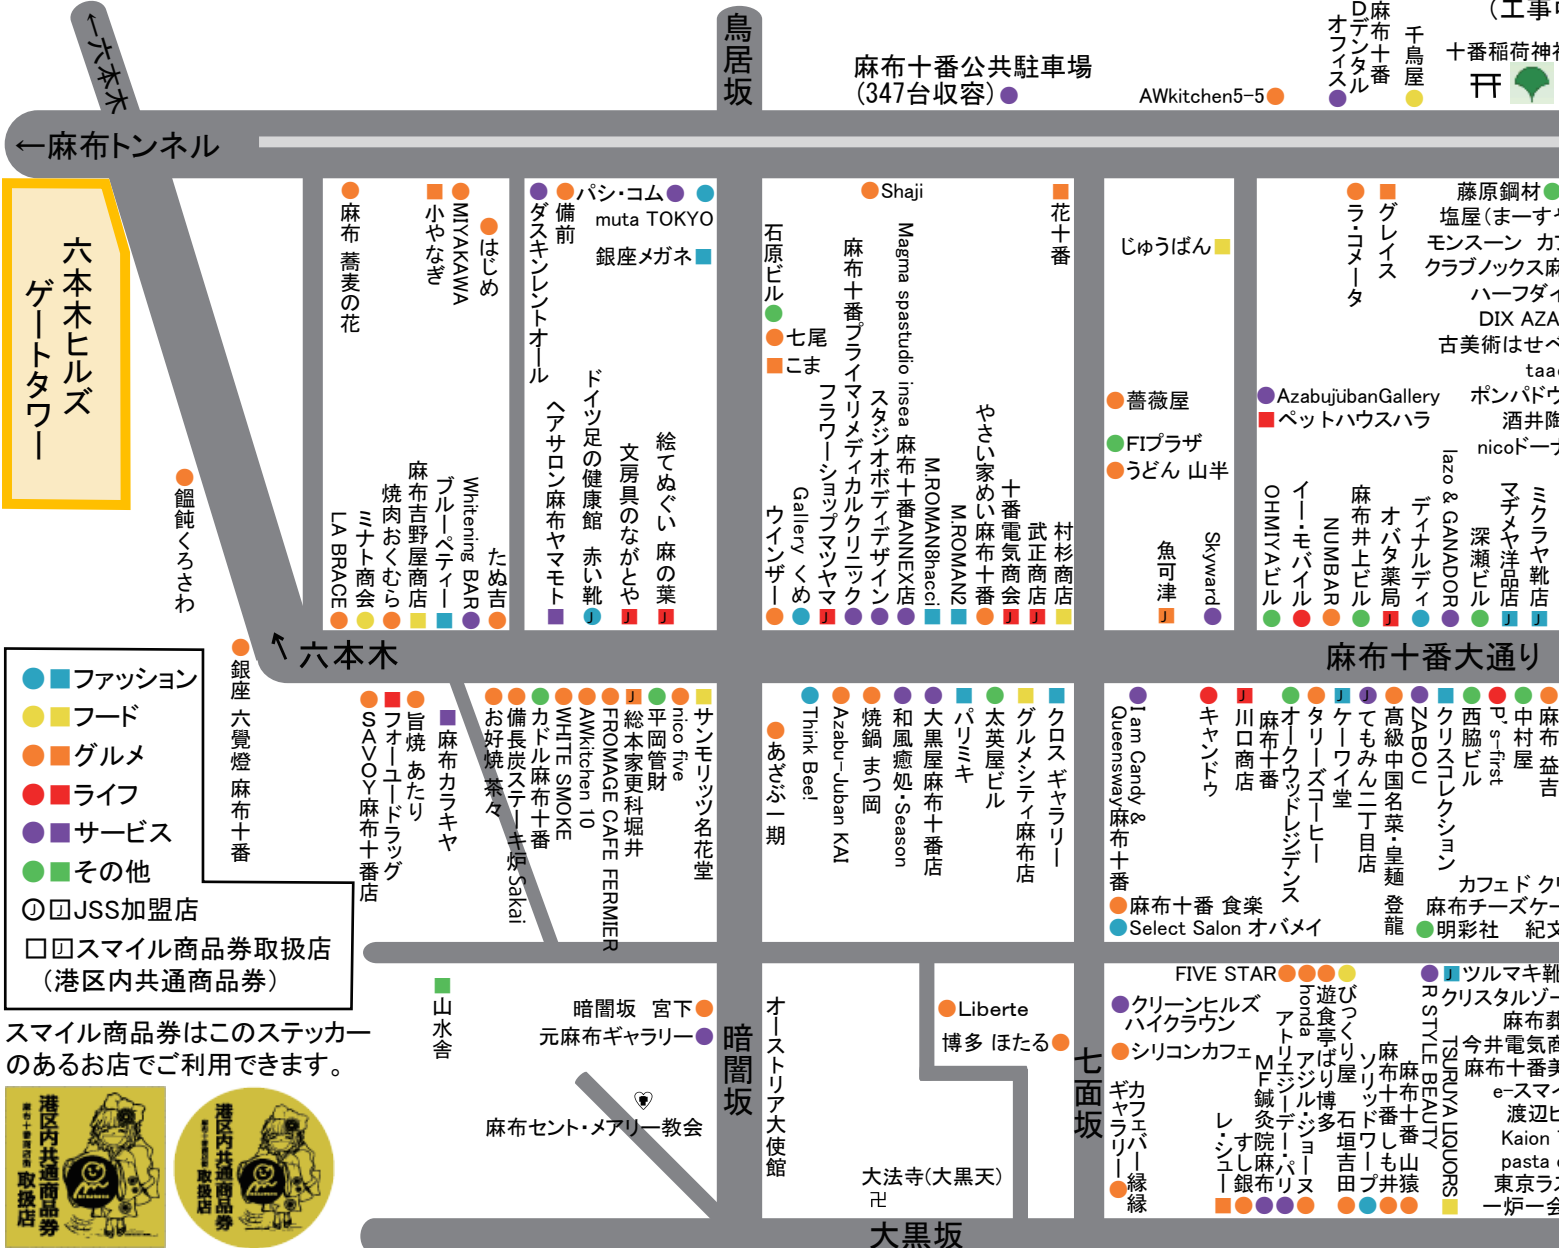 ←六本木
鳥居坂
麻布十番公共駐車場
(347台収容)
AWkitchen5-5
麻布十番
Dデンタル
オフィス
千鳥屋
十番稲荷神
←麻布トンネル
六本木ヒルズ
ゲートタワー
麻布 蕎麦の花
小やなぎ
MIYAKAWA
はじめ
ダスキンレントオール
備前
パシ・コム
muta TOKYO
銀座メガネ
石原ビル
七尾
こま
Shaji
麻布十番プライマリメディカルクリニック
Magma spastudio insea 麻布十番ANNEX店
花十番
じゅうばん
薔薇屋
FIプラザ
うどん 山半
ラ・コメータ
グレイス
藤原鋼材
塩屋(まーす
モンスーン カ
クラブノックス麻
ハーフダイ
DIX AZA
古美術はせべ
taa
AzabujūbanGallery
ポンパドウ
ペットハウスハラ
酒井陶
nicoドーナ
饂飩くろさわ
LA BRACE
ミナト商会
焼肉おくむら
麻布吉野屋商店
ブルーペティー
Whitening BAR
たぬ吉
ヘアサロン麻布ヤマモト
ドイツ足の健康館 赤い靴
文房具のながとや
絵てぬぐい 麻の葉
ウインザー
Gallery くめ
フラワーショップマツヤマ
スタジオボディデザイン
M.ROMAN8hacci
M.ROMAN2
やさい家めい麻布十番
十番電気商会
武正商店
村杉商店
魚可津
Skyward
OHMIYAビル
イー・モバイル
NUMBAR
麻布井上ビル
オバタ薬局
ディナルディ
lazo & GANADOR
深瀬ビル
マヂメヤ洋品店
ミクラヤ靴店
↖ 六本木
麻布十番大通り
ファッション
フード
グルメ
ライフ
サービス
その他
JJSS加盟店
Jスマイル商品券取扱店
(港区内共通商品券)
スマイル商品券はこのステッカー
のあるお店でご利用できます。
港区内共通商品券
取扱店
港区内共通商品券
取扱店
銀座 六覺燈 麻布十番
SAVOY麻布十番店
フォーユードラッグ
旨焼 あたり
麻布カラキヤ
お好焼 茶々
備長炭ステーキ炉Sakai
カドル麻布十番
WHITE SMOKE
AWkitchen 10
FROMAGE CAFE FERMIER
総本家更科堀井
平岡管財
nico five
サンモリッツ名花堂
あざぶ一期
Think Bee!
Azabu-Juban KAI
焼鍋 まつ岡
和風癒処・Season
大黒屋麻布十番店
パリミキ
太英屋ビル
グルメシティ麻布店
クロスギャラリー
I am Candy &
Queensway麻布十番
キャンドゥ
川口商店
麻布十番
オークウッドレジデンス
タリーズコーヒー
ケーワイ堂
てもみん二丁目店
高級中国名菜・皇麺 登龍
ZABOU
クリスコレクション
西脇ビル
P's-first
中村屋
麻布 益吉
麻布十番 食楽
Select Salon オバメイ
カフェド ク
麻布チーズケー
明彩社
紀文
山水舎
暗闇坂 宮下
元麻布ギャラリー
麻布セント・メアリー教会
暗闇坂
オーストリア大使館
Liberte
博多 ほたる
大法寺(大黒天)
卍
大黒坂
七面坂
FIVE STAR
クリーンヒルズ
ハイクラウン
シリコンカフェ
カフェバー縁縁
ギャラリー
レ・シュー
すし銀
MF鍼灸院麻布
アトリエジーデー・パリ
honda アジル・ジョーヌ
遊食亭ばり博多
びっくり屋 石垣吉田
ソリッドワープ
麻布十番 しも井
麻布十番 山猿
R STYLE BEAUTY
TSURUYA LIQUORS
ツルマキ靴
クリスタルゾー
麻布葬
今井電気商
麻布十番美
e-スマイ
渡辺ビ
Kaion
pasta
東京ラス
一炉一会